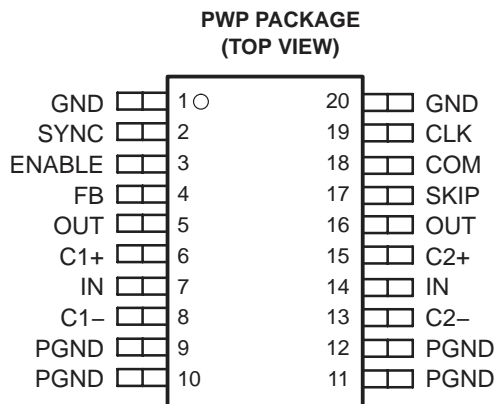 PWP PACKAGE
(TOP VIEW)
GND 1 20 GND
SYNC 2 19 CLK
ENABLE 3 18 COM
FB 4 17 SKIP
OUT 5 16 OUT
C1+ 6 15 C2+
IN 7 14 IN
C1– 8 13 C2–
PGND 9 12 PGND
PGND 10 11 PGND